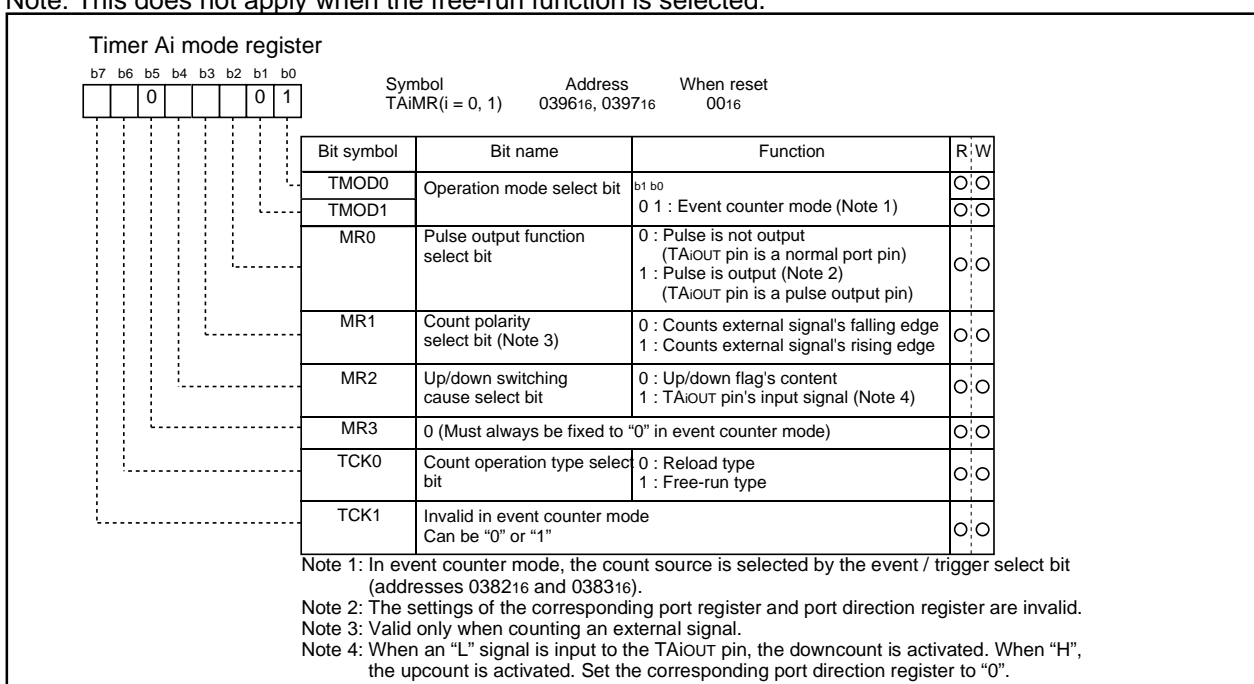 Note: This does not apply when the free-run function is selected.
Timer Ai mode register
b7 b6 b5 b4 b3 b2 b1 b0
0 0 1
Symbol Address When reset
TAiMR(i = 0, 1) 039616, 039716 0016
Bit symbol Bit name Function R W
TMOD0 Operation mode select bit b1 b0
TMOD1 0 1 : Event counter mode (Note 1)
MR0 Pulse output function 0 : Pulse is not output
select bit (TAiOUT pin is a normal port pin)
1 : Pulse is output (Note 2)
(TAiOUT pin is a pulse output pin)
MR1 Count polarity 0 : Counts external signal's falling edge
select bit (Note 3) 1 : Counts external signal's rising edge
MR2 Up/down switching 0 : Up/down flag's content
cause select bit 1 : TAiOUT pin's input signal (Note 4)
MR3 0 (Must always be fixed to “0” in event counter mode)
TCK0 Count operation type select 0 : Reload type
bit 1 : Free-run type
TCK1 Invalid in event counter mode
Can be “0” or “1”
Note 1: In event counter mode, the count source is selected by the event / trigger select bit
(addresses 038216 and 038316).
Note 2: The settings of the corresponding port register and port direction register are invalid.
Note 3: Valid only when counting an external signal.
Note 4: When an “L” signal is input to the TAiOUT pin, the downcount is activated. When “H”,
the upcount is activated. Set the corresponding port direction register to “0”.